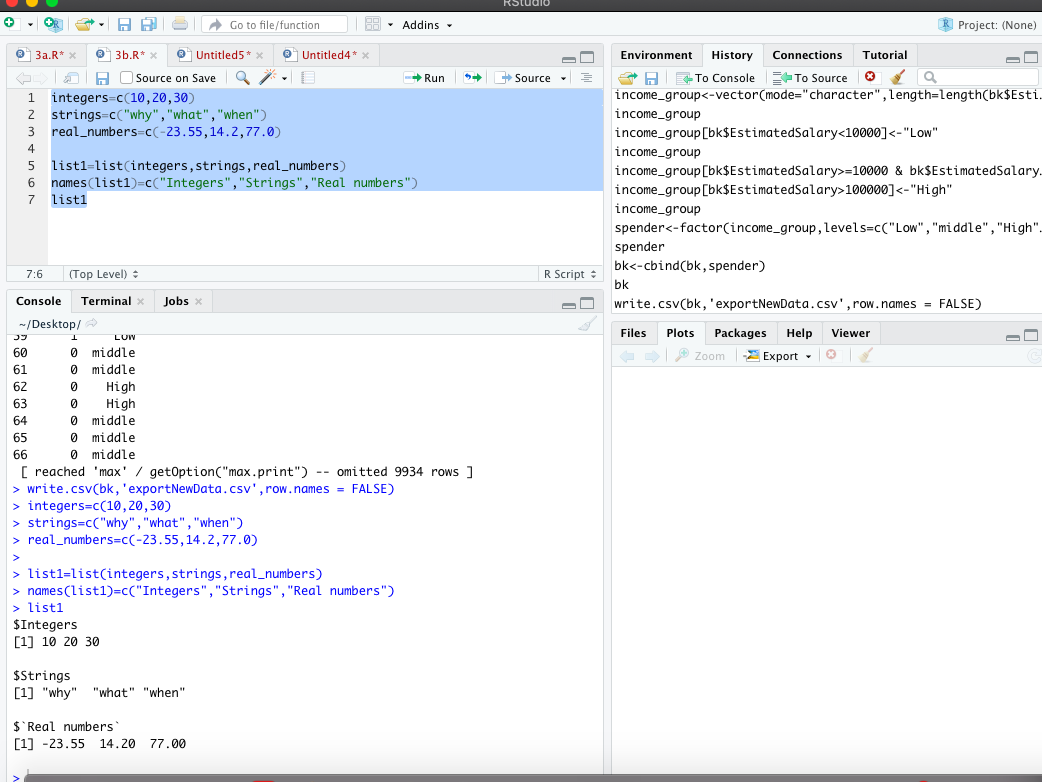 RStudio
Go to file/function
Addins
Project: (None)
3a.R* 3b.R* Untitled5* Untitled4*
Source on Save Run Source
1 integers=c(10,20,30)
2 strings=c("why","what","when")
3 real_numbers=c(-23.55,14.2,77.0)
4
5 list1=list(integers,strings,real_numbers)
6 names(list1)=c("Integers","Strings","Real numbers")
7 list1
7:6 (Top Level) R Script
Console Terminal Jobs
~/Desktop/
59 1 Low
60 0 middle
61 0 middle
62 0 High
63 0 High
64 0 middle
65 0 middle
66 0 middle
[ reached 'max' / getOption("max.print") -- omitted 9934 rows ]
> write.csv(bk,'exportNewData.csv',row.names = FALSE)
> integers=c(10,20,30)
> strings=c("why","what","when")
> real_numbers=c(-23.55,14.2,77.0)
>
> list1=list(integers,strings,real_numbers)
> names(list1)=c("Integers","Strings","Real numbers")
> list1
$Integers
[1] 10 20 30
$Strings
[1] "why"  "what" "when"
$`Real numbers`
[1] -23.55  14.20  77.00
>
Environment History Connections Tutorial
To Console To Source
income_group<-vector(mode="character",length=length(bk$Esti…
income_group
income_group[bk$EstimatedSalary<10000]<-"Low"
income_group
income_group[bk$EstimatedSalary>=10000 & bk$EstimatedSalary…
income_group[bk$EstimatedSalary>100000]<-"High"
income_group
spender<-factor(income_group,levels=c("Low","middle","High"…
spender
bk<-cbind(bk,spender)
bk
write.csv(bk,'exportNewData.csv',row.names = FALSE)
Files Plots Packages Help Viewer
Zoom Export